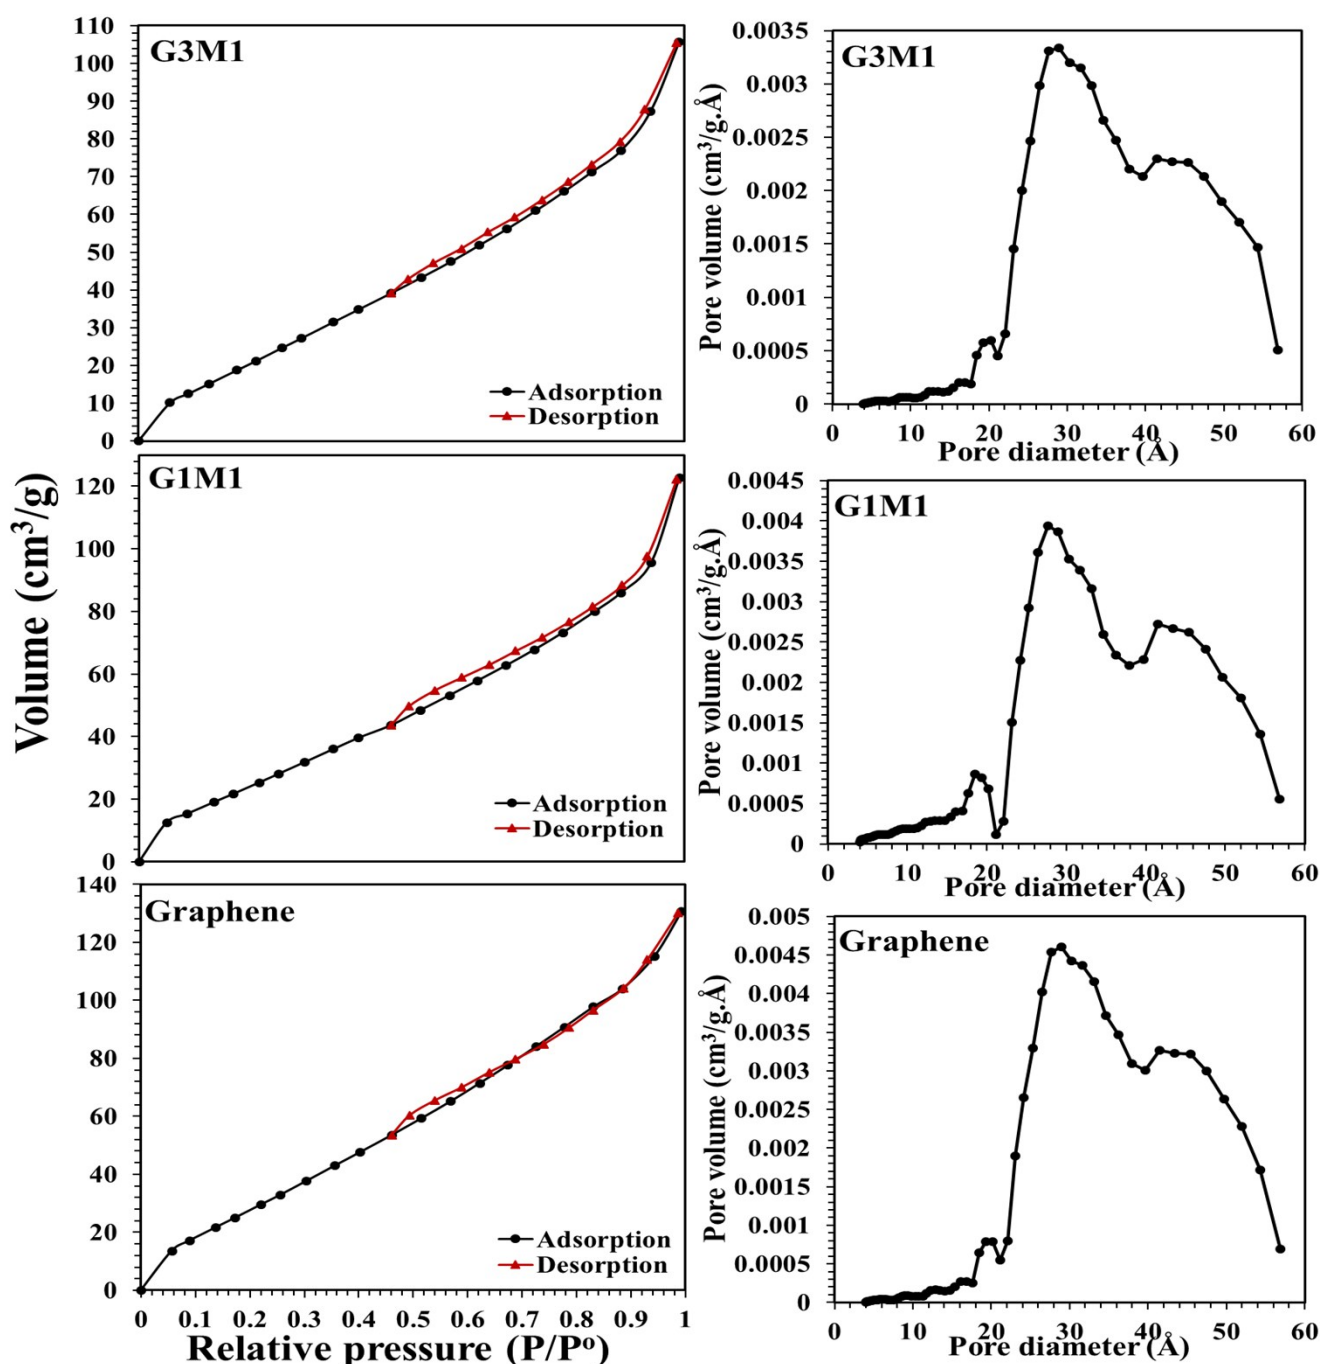 G3M1
110
100
90
80
70
60
50
40
30
20
10
0
Adsorption
Desorption
G3M1
Pore volume (cm³/g.Å)
0.0035
0.003
0.0025
0.002
0.0015
0.001
0.0005
0
0 10 20 30 40 50 60
Pore diameter (Å)
Volume (cm³/g)
G1M1
120
100
80
60
40
20
0
Adsorption
Desorption
G1M1
Pore volume (cm³/g.Å)
0.0045
0.004
0.0035
0.003
0.0025
0.002
0.0015
0.001
0.0005
0
0 10 20 30 40 50 60
Pore diameter (Å)
Graphene
140
120
100
80
60
40
20
0
Adsorption
Desorption
0 0.1 0.2 0.3 0.4 0.5 0.6 0.7 0.8 0.9 1
Relative pressure (P/Pº)
Graphene
Pore volume (cm³/g.Å)
0.005
0.0045
0.004
0.0035
0.003
0.0025
0.002
0.0015
0.001
0.0005
0
0 10 20 30 40 50 60
Pore diameter (Å)